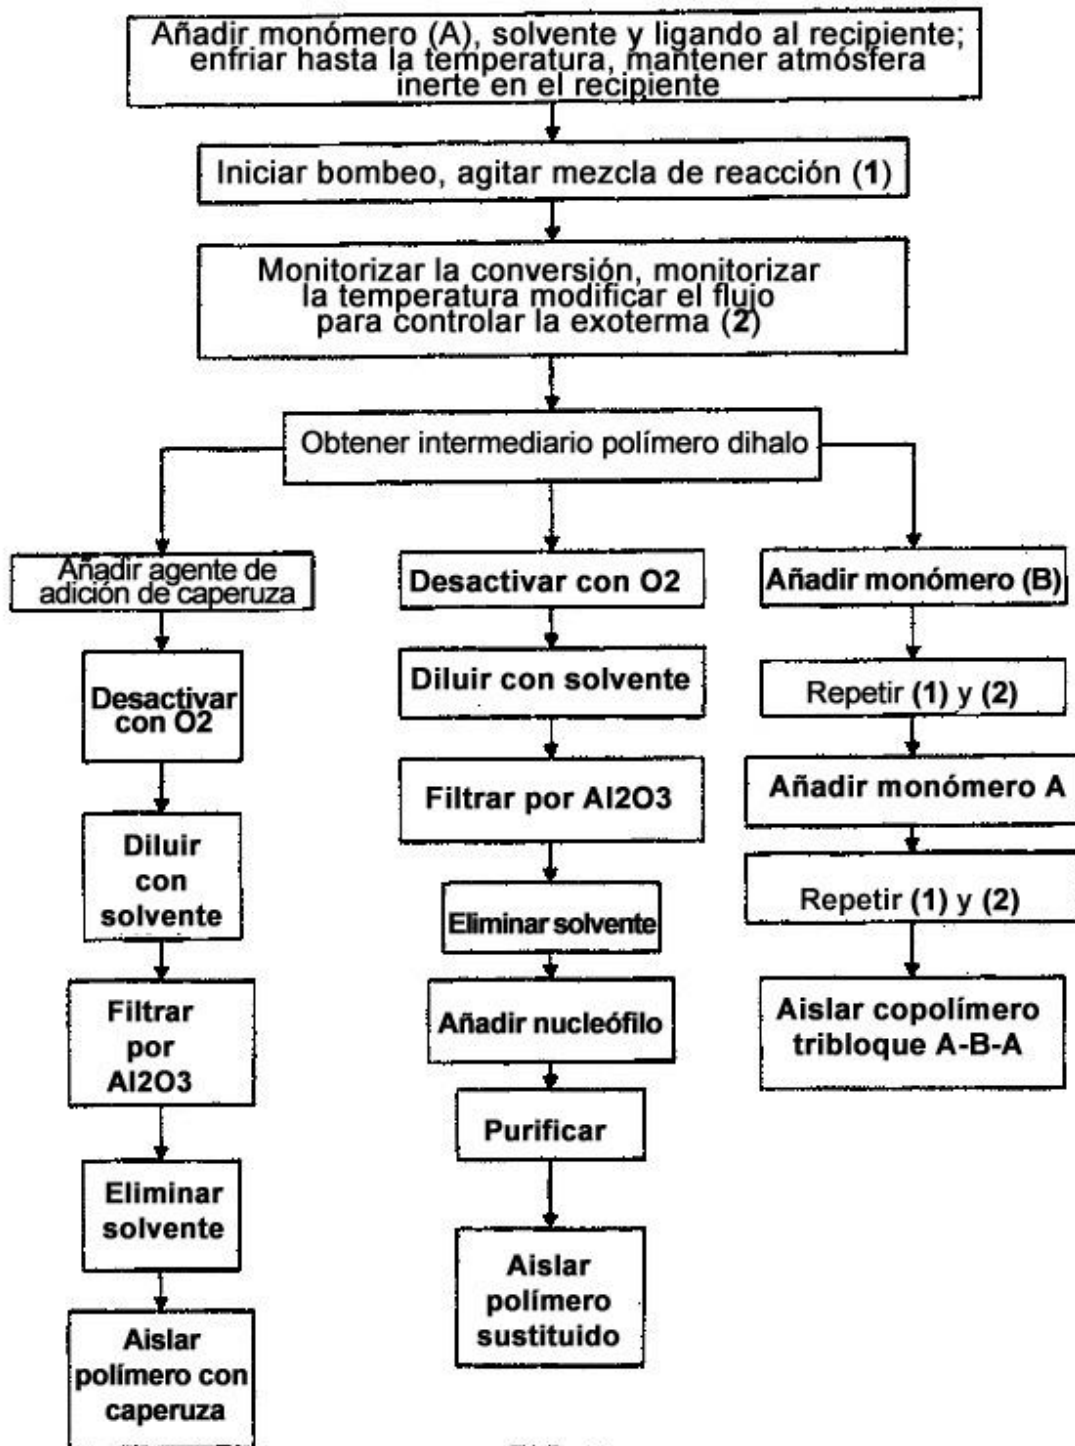 Añadir monómero (A), solvente y ligando al recipiente;
enfriar hasta la temperatura, mantener atmósfera
inerte en el recipiente
Iniciar bombeo, agitar mezcla de reacción (1)
Monitorizar la conversión, monitorizar
la temperatura modificar el flujo
para controlar la exoterma (2)
Obtener intermediario polímero dihalo
Añadir agente de
adición de caperuza
Desactivar
con O2
Diluir
con
solvente
Filtrar
por
Al2O3
Eliminar
solvente
Aislar
polímero con
caperuza
Desactivar con O2
Diluir con solvente
Filtrar por Al2O3
Eliminar solvente
Añadir nucleófilo
Purificar
Aislar
polímero
sustituido
Añadir monómero (B)
Repetir (1) y (2)
Añadir monómero A
Repetir (1) y (2)
Aislar copolímero
tribloque A-B-A